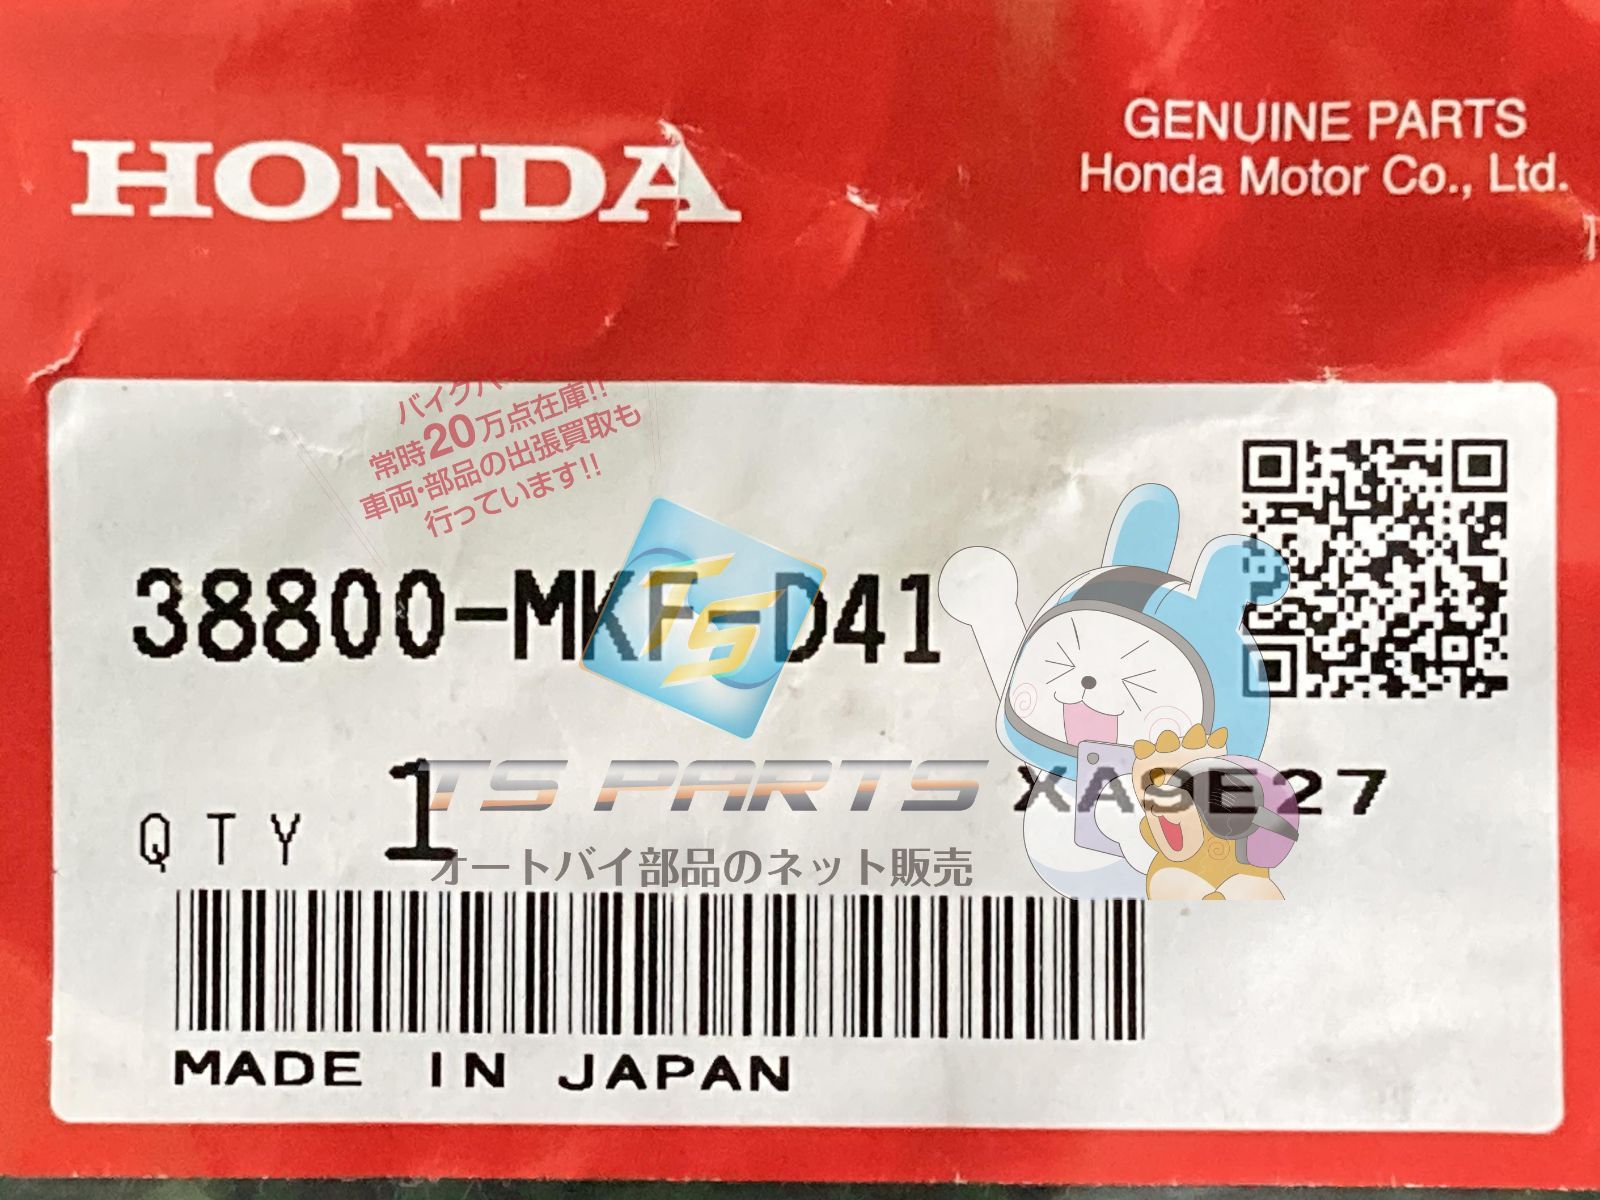 HONDA
GENUINE PARTS
Honda Motor Co., Ltd.
バイクパーツ
常時20万点在庫!!
車両・部品の出張買取も
行っています!!
38800-MKF-D41
TS
QTY 1
TS PARTS
XA9E27
オートバイ部品のネット販売
MADE IN JAPAN